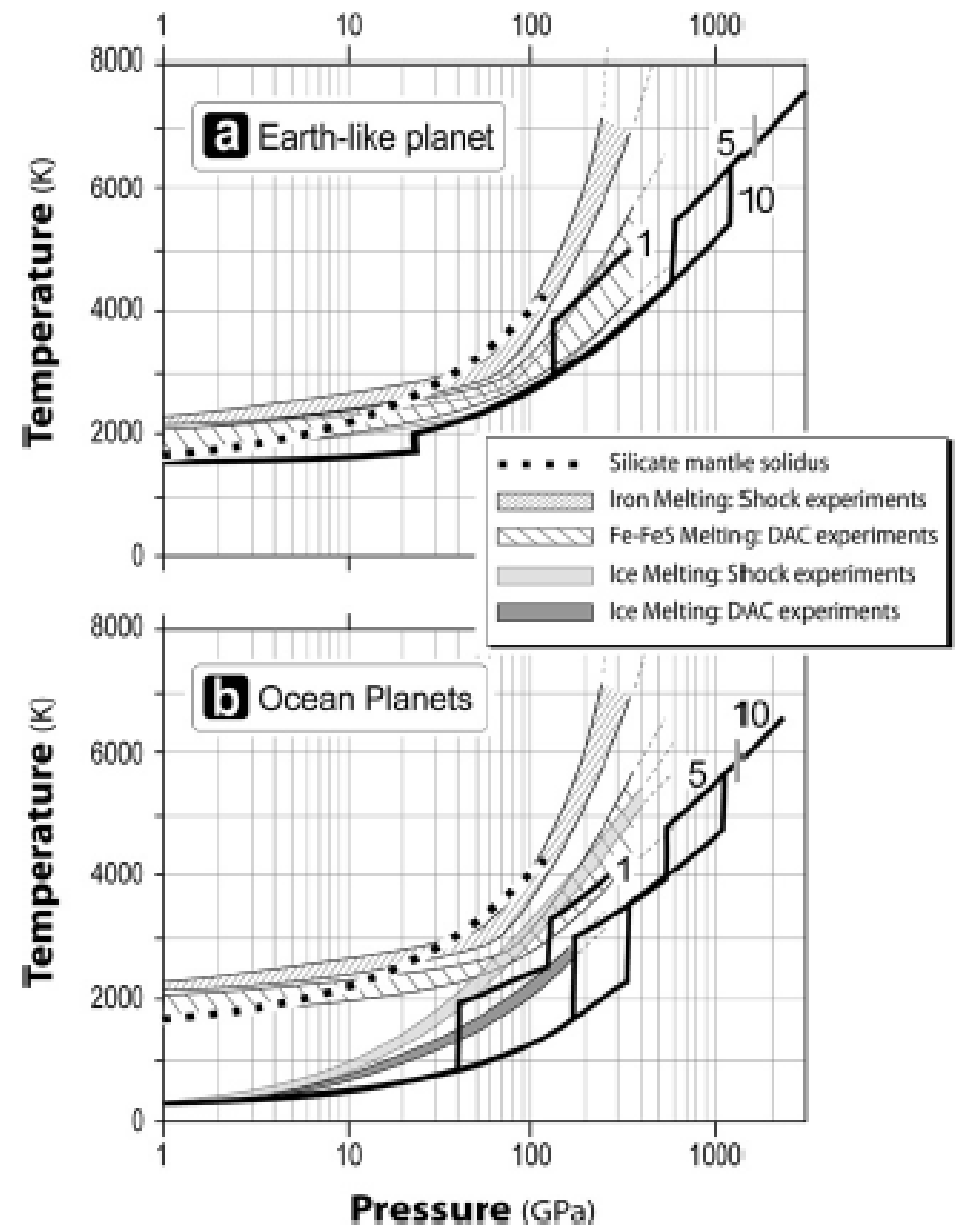 1 10 100 1000
8000
a Earth-like planet
5
6000
10
1
Temperature (K)
4000
2000
0
Silicate mantle solidus
Iron Melting: Shock experiments
Fe-FeS Melting: DAC experiments
Ice Melting: Shock experiments
Ice Melting: DAC experiments
8000
b Ocean Planets
10
6000
5
Temperature (K)
4000
1
2000
0
1 10 100 1000
Pressure (GPa)